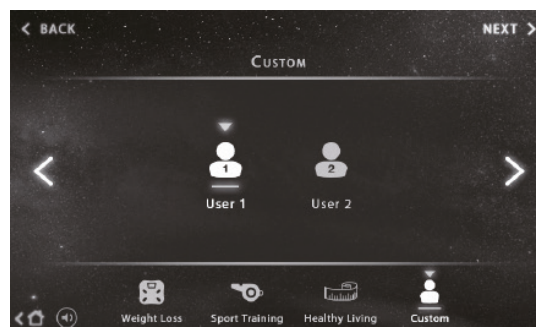 < BACK
NEXT >
CUSTOM
1
2
User 1
User 2
Weight Loss
Sport Training
Healthy Living
Custom